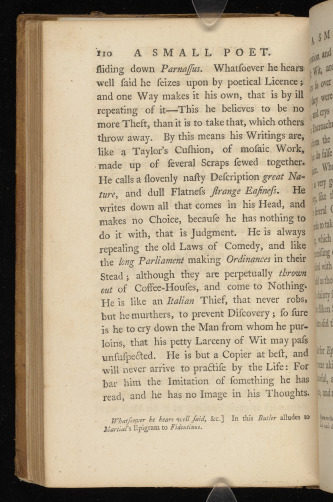 110 A SMALL POET.
sliding down Parnassus. Whatsoever he hears
well said he seizes upon by poetical Licence;
and one Way makes it his own, that is by ill
repeating of it—This he believes to be no
more Theft, than it is to take that, which others
throw away. By this means his Writings are,
like a Taylor's Cushion, of mosaic Work,
made up of several Scraps sewed together.
He calls a slovenly nasty Description great Na-
ture, and dull Flatness strange Easiness. He
writes down all that comes in his Head, and
makes no Choice, because he has nothing to
do it with, that is Judgment. He is always
repealing the old Laws of Comedy, and like
the long Parliament making Ordinances in their
Stead; although they are perpetually thrown
out of Coffee-Houses, and come to Nothing.
He is like an Italian Thief, that never robs,
but he murthers, to prevent Discovery; so sure
is he to cry down the Man from whom he pur-
loins, that his petty Larceny of Wit may pass
unsuspected. He is but a Copier at best, and
will never arrive to practise by the Life: For
bar him the Imitation of something he has
read, and he has no Image in his Thoughts.
Whatsoever he hears well said, &c.] In this Butler alludes to
Martial's Epigram to Fidentinus.